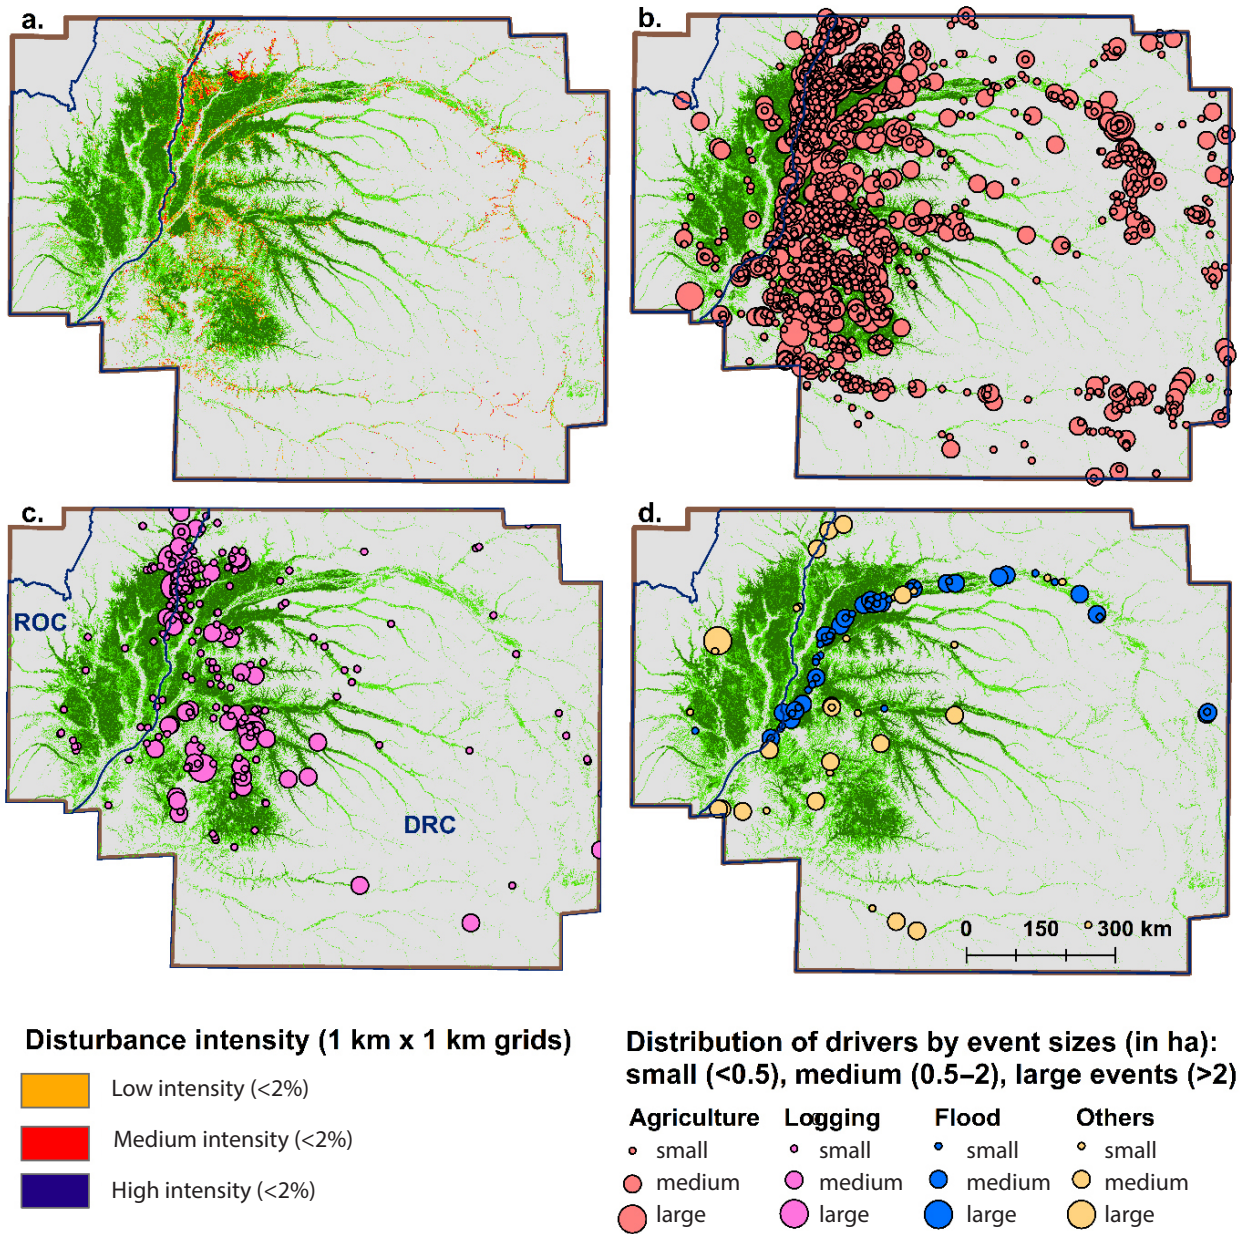 a.
b.
c.
d.
ROC
DRC
0 150 300 km
Disturbance intensity (1 km x 1 km grids)
Low intensity (<2%)
Medium intensity (<2%)
High intensity (<2%)
Distribution of drivers by event sizes (in ha):
small (<0.5), medium (0.5–2), large events (>2)
Agriculture Logging Flood Others
small small small small
medium medium medium medium
large large large large